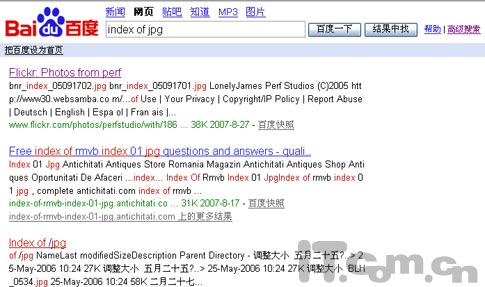 新闻 网页 贴吧 知道 MP3 图片
Bai du 百度 index of jpg 百度一下 结果中找 帮助 | 高级搜索
把百度设为首页
Flickr: Photos from perf
bnr_index_05091702.jpg bnr_index_05091701.jpg LonelyJames Perf Studios (C)2005 htt
p://www30.websamba.co m/...of Use | Your Privacy | Copyright/IP Policy | Report Abuse
| Deutsch | English | Espa ol | Fran ais |...
www.flickr.com/photos/perfstudio/with/186 ... 38K 2007-8-27 - 百度快照
Free index of rmvb index 01 jpg questions and answers - quali..
Index 01 Jpg Antichitati Antiques Store Romania Magazin Antichitati Antiques Shop Anti
ques Oportunitati De Afaceri ...index... Index Of Rmvb Index 01 JpgIndex of rmvb index 0
1 jpg , complete antichitati.com index of rmvb ...
index-of-rmvb-index-01-jpg.antichitati.co ... 31K 2007-8-17 - 百度快照
index-of-rmvb-index-01-jpg.antichitati.com 上的更多结果
Index of /jpg
of /jpg NameLast modifiedSizeDescription Parent Directory - 调整大小 五月二十五?..> 2
5-May-2006 10:24 27K 调整大小 五月二十五?..> 25-May-2006 10:24 27K 调整大小 BLH
_0534.jpg 25-May-2006 10:24 58K 二月二十七...
IT.com.cn